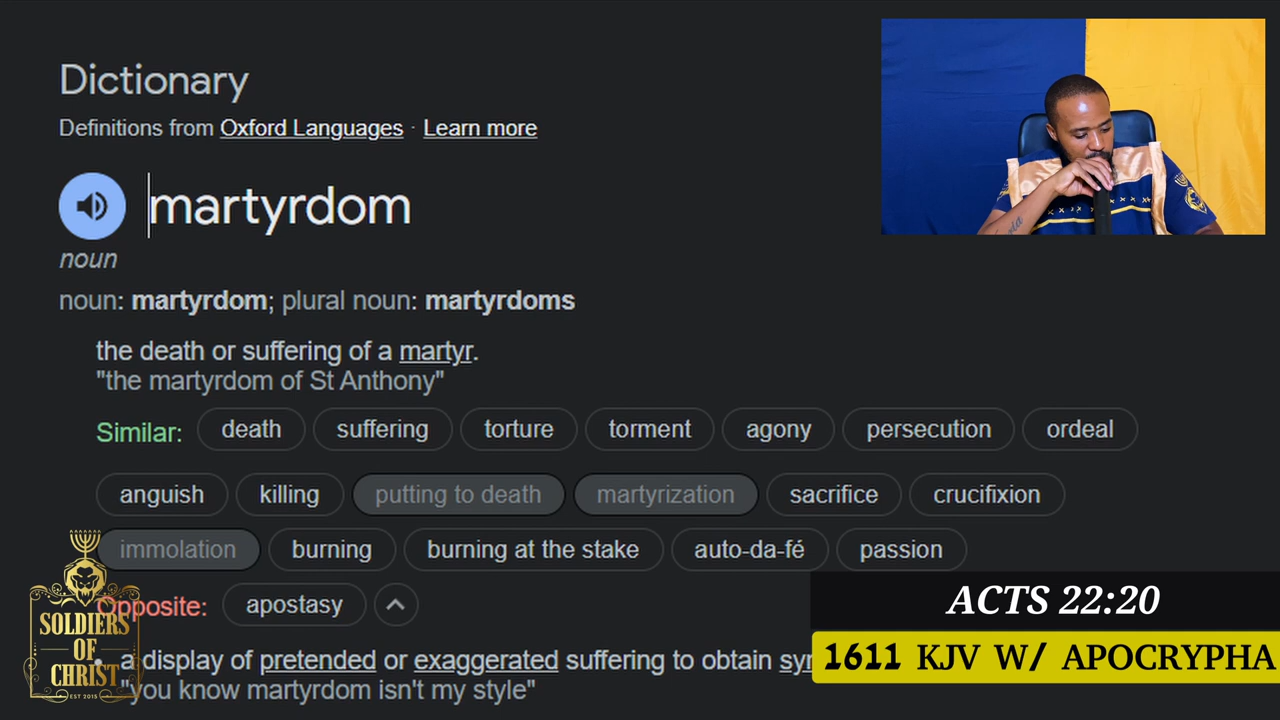 Dictionary
Definitions from Oxford Languages · Learn more
martyrdom
noun
noun: martyrdom; plural noun: martyrdoms
the death or suffering of a martyr.
"the martyrdom of St Anthony"
Similar: death suffering torture torment agony persecution ordeal
anguish killing putting to death martyrization sacrifice crucifixion
immolation burning burning at the stake auto-da-fé passion
Opposite: apostasy
a display of pretended or exaggerated suffering to obtain
"you know martyrdom isn't my style"
ACTS 22:20
1611 KJV W/ APOCRYPHA
SOLDIERS
OF
CHRIST
EST 2015